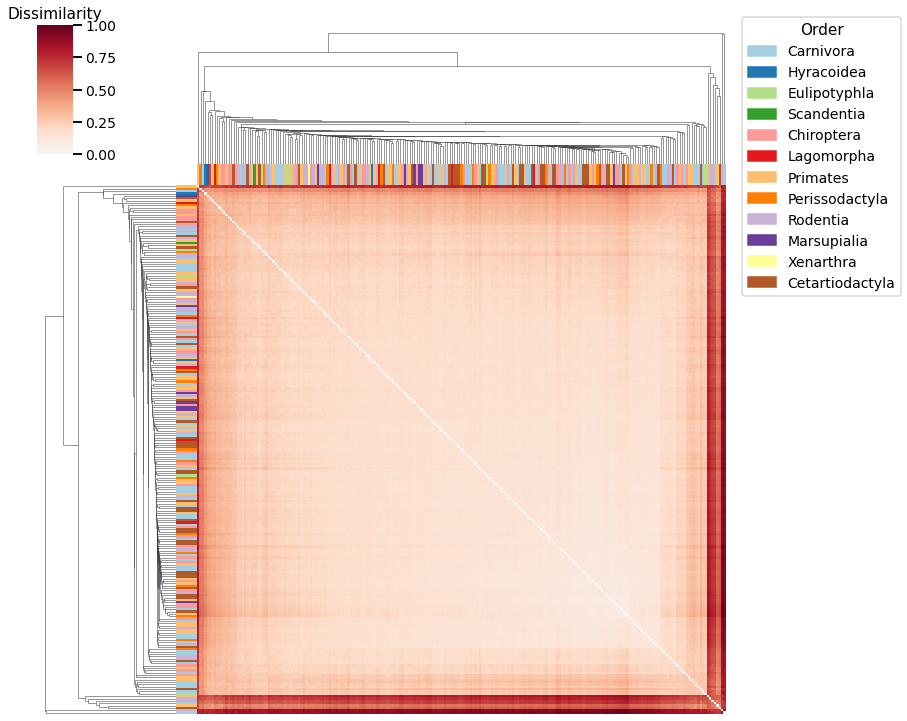 Dissimilarity
1.00
0.75
0.50
0.25
0.00
Order
Carnivora
Hyracoidea
Eulipotyphla
Scandentia
Chiroptera
Lagomorpha
Primates
Perissodactyla
Rodentia
Marsupialia
Xenarthra
Cetartiodactyla